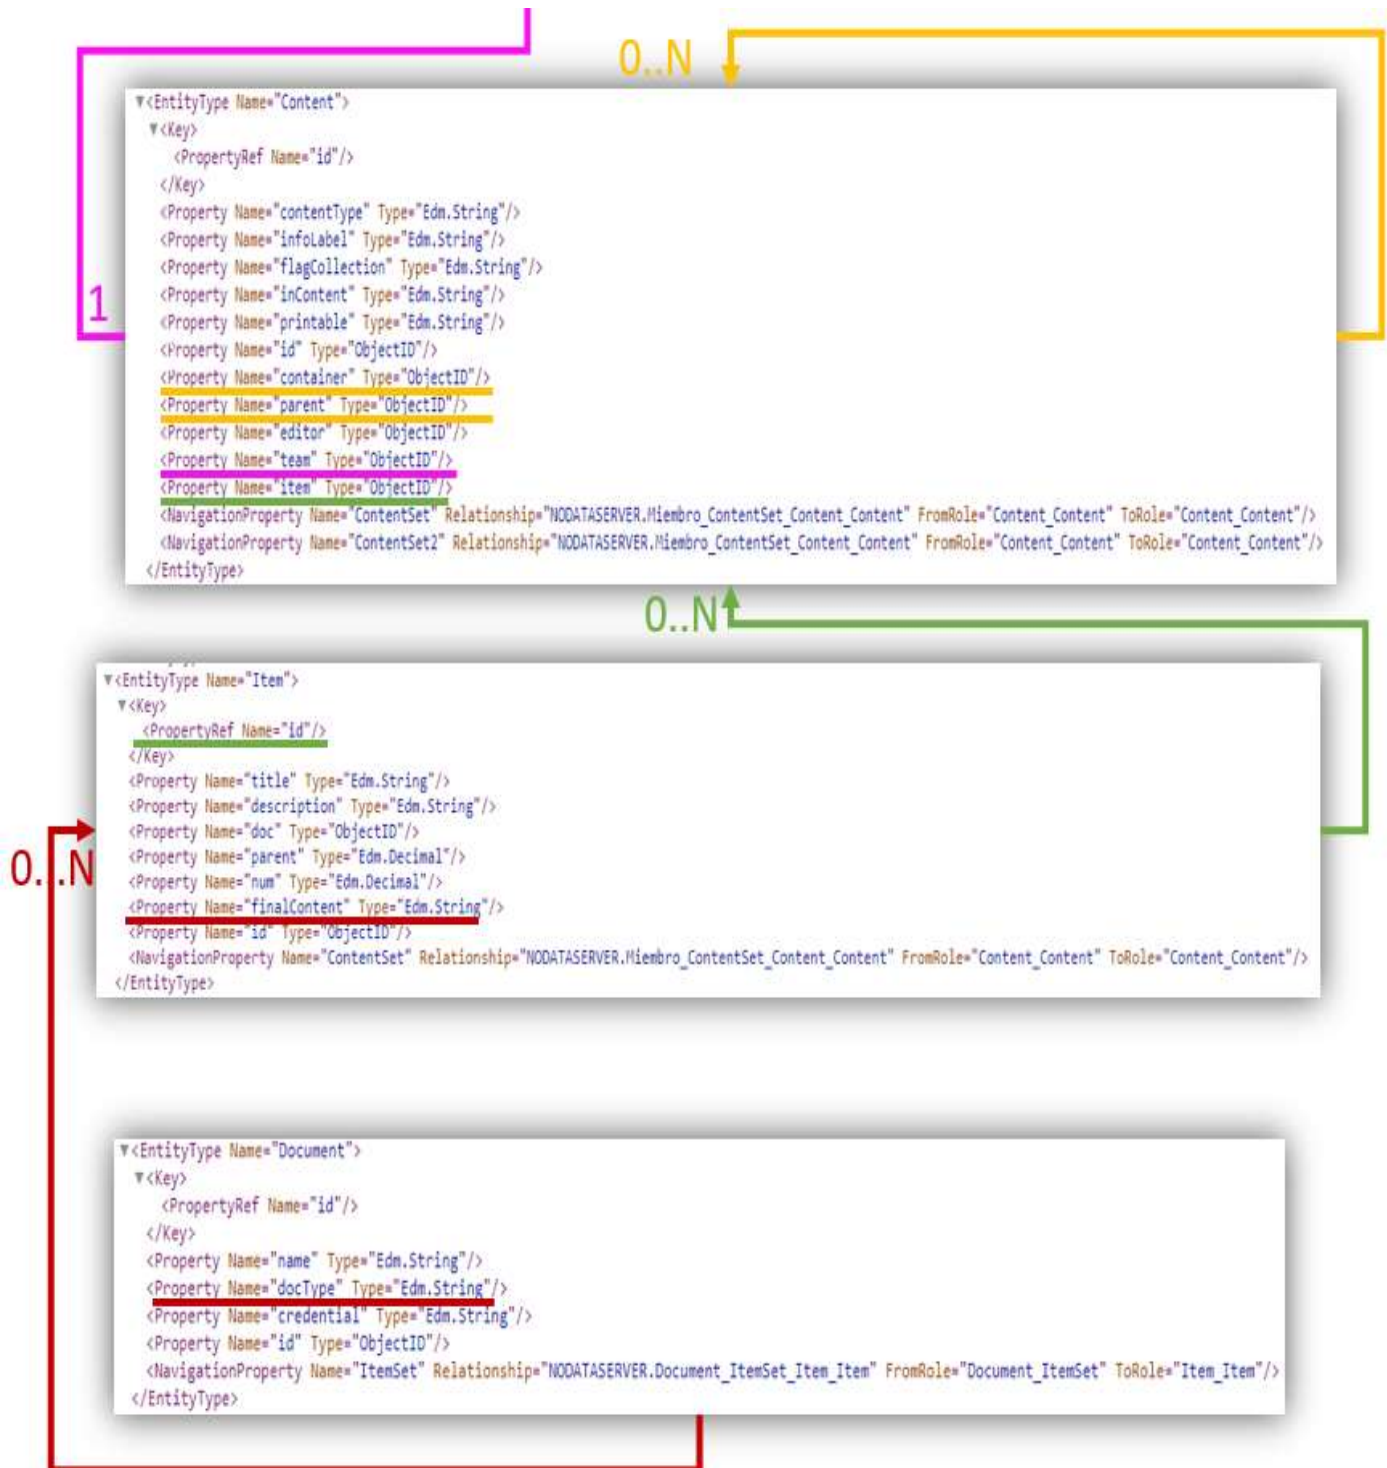 0..N
▼<EntityType Name="Content">
▼<Key>
<PropertyRef Name="id"/>
</Key>
<Property Name="contentType" Type="Edm.String"/>
<Property Name="infoLabel" Type="Edm.String"/>
<Property Name="flagCollection" Type="Edm.String"/>
<Property Name="inContent" Type="Edm.String"/>
1
<Property Name="printable" Type="Edm.String"/>
<Property Name="id" Type="ObjectID"/>
<Property Name="container" Type="ObjectID"/>
<Property Name="parent" Type="ObjectID"/>
<Property Name="editor" Type="ObjectID"/>
<Property Name="team" Type="ObjectID"/>
<Property Name="item" Type="ObjectID"/>
<NavigationProperty Name="ContentSet" Relationship="NODATASERVER.Miembro_ContentSet_Content_Content" FromRole="Content_Content" ToRole="Content_Content"/>
<NavigationProperty Name="ContentSet2" Relationship="NODATASERVER.Miembro_ContentSet_Content_Content" FromRole="Content_Content" ToRole="Content_Content"/>
</EntityType>
0..N
▼<EntityType Name="Item">
▼<Key>
<PropertyRef Name="id"/>
</Key>
<Property Name="title" Type="Edm.String"/>
<Property Name="description" Type="Edm.String"/>
<Property Name="doc" Type="ObjectID"/>
<Property Name="parent" Type="Edm.Decimal"/>
0...N
<Property Name="num" Type="Edm.Decimal"/>
<Property Name="finalContent" Type="Edm.String"/>
<Property Name="id" Type="ObjectID"/>
<NavigationProperty Name="ContentSet" Relationship="NODATASERVER.Miembro_ContentSet_Content_Content" FromRole="Content_Content" ToRole="Content_Content"/>
</EntityType>
▼<EntityType Name="Document">
▼<Key>
<PropertyRef Name="id"/>
</Key>
<Property Name="name" Type="Edm.String"/>
<Property Name="docType" Type="Edm.String"/>
<Property Name="credential" Type="Edm.String"/>
<Property Name="id" Type="ObjectID"/>
<NavigationProperty Name="ItemSet" Relationship="NODATASERVER.Document_ItemSet_Item_Item" FromRole="Document_ItemSet" ToRole="Item_Item"/>
</EntityType>